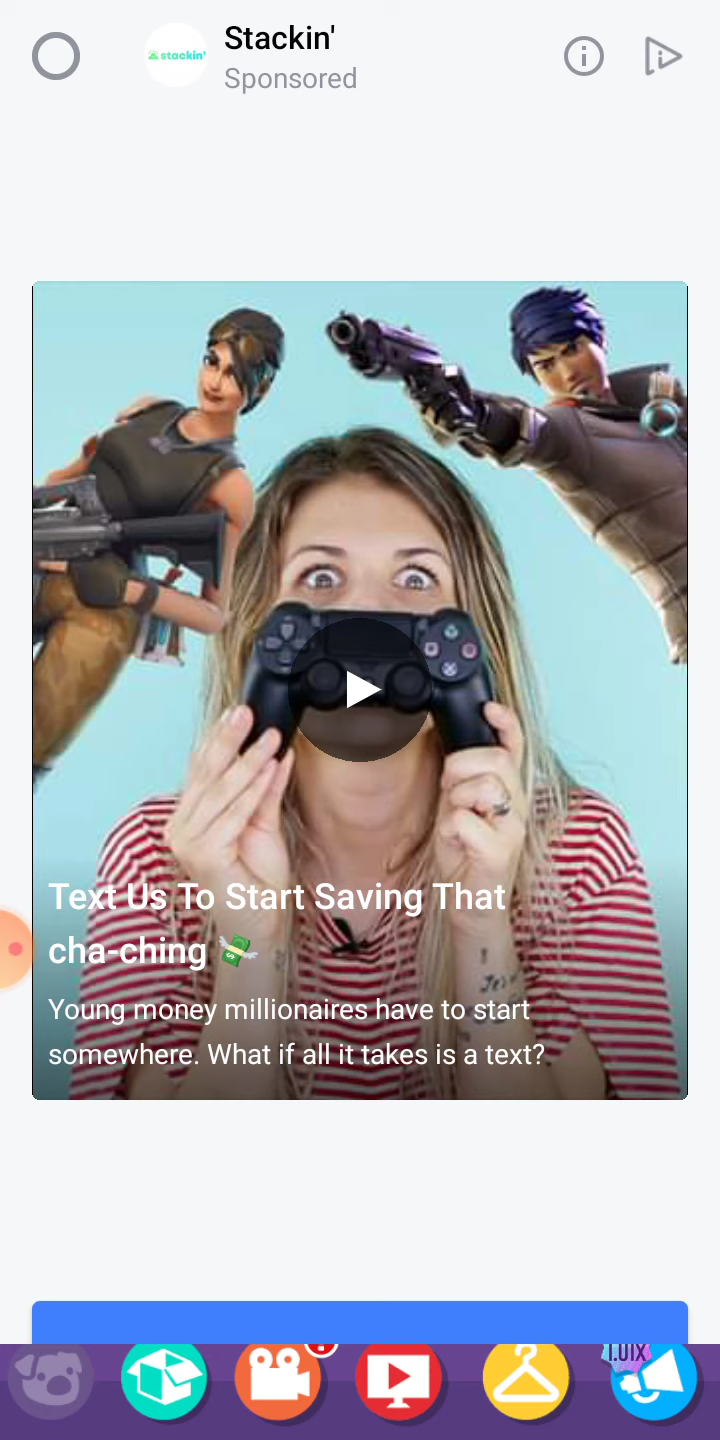 Stackin'
stackin'
Sponsored
Text Us To Start Saving That
cha-ching 💸
Young money millionaires have to start
somewhere. What if all it takes is a text?